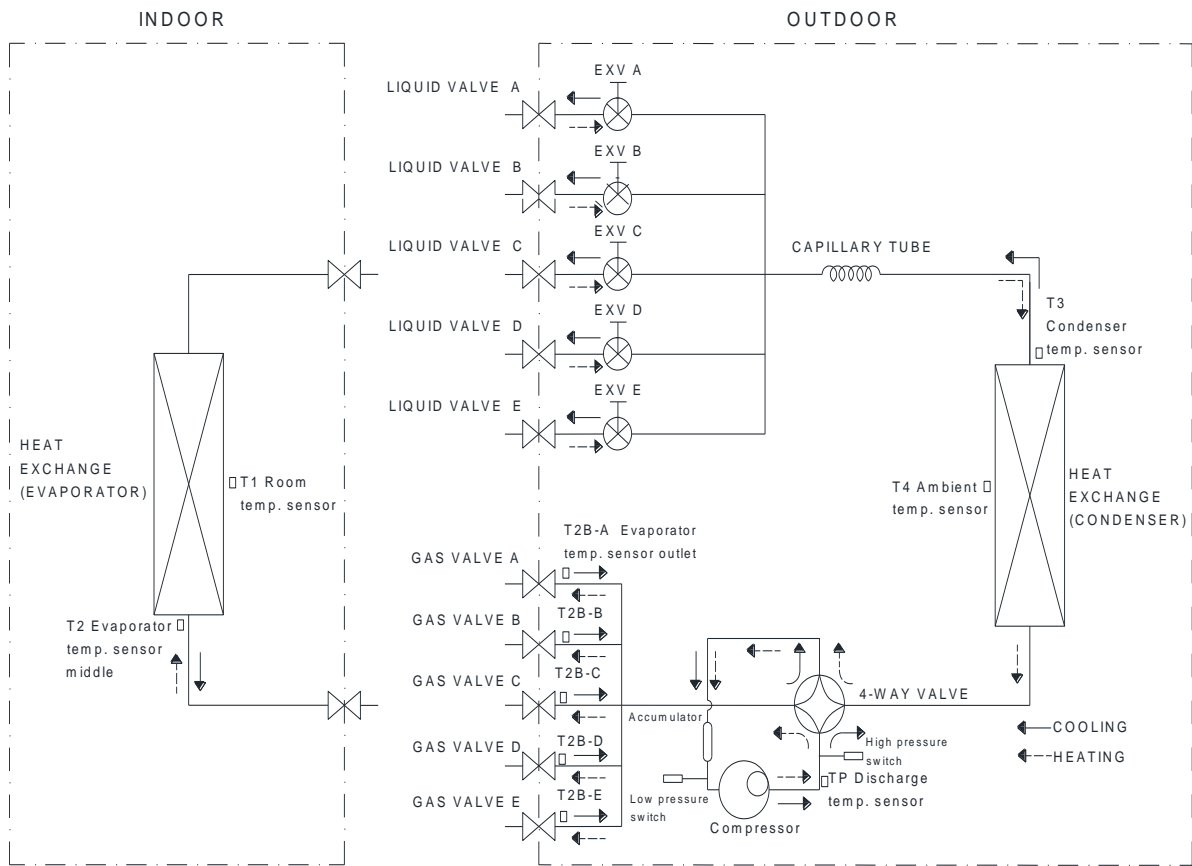 INDOOR
OUTDOOR
LIQUID VALVE A
EXV A
LIQUID VALVE B
EXV B
LIQUID VALVE C
EXV C
CAPILLARY TUBE
T3
Condenser
temp. sensor
LIQUID VALVE D
EXV D
LIQUID VALVE E
EXV E
HEAT
EXCHANGE
(EVAPORATOR)
T1 Room
temp. sensor
T4 Ambient
temp. sensor
HEAT
EXCHANGE
(CONDENSER)
T2B-A Evaporator
temp. sensor outlet
GAS VALVE A
T2B-B
GAS VALVE B
T2 Evaporator
temp. sensor
middle
T2B-C
GAS VALVE C
4-WAY VALVE
Accumulator
COOLING
T2B-D
GAS VALVE D
High pressure
switch
HEATING
T2B-E
GAS VALVE E
Low pressure
switch
TP Discharge
temp. sensor
Compressor